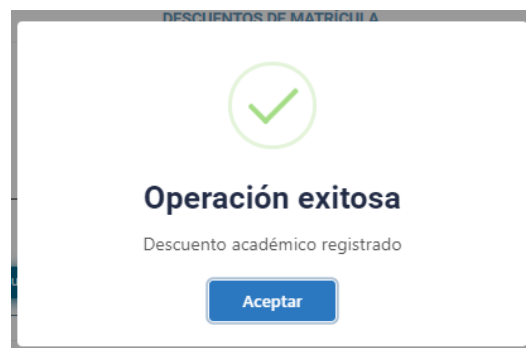 DESCUENTOS DE MATRÍCULA
Operación exitosa
Descuento académico registrado
Aceptar